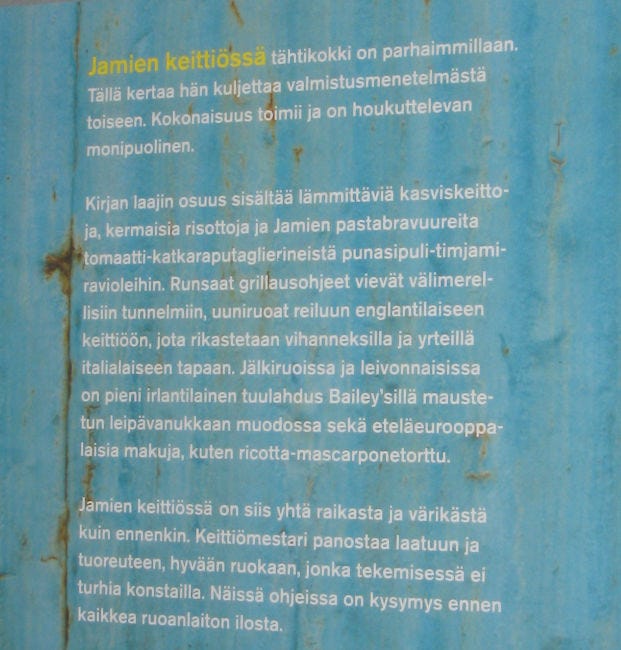 Jamien keittiössä tähtikokki on parhaimmillaan.
Tällä kertaa hän kuljettaa valmistusmenetelmästä
toiseen. Kokonaisuus toimii ja on houkuttelevan
monipuolinen.
Kirjan laajin osuus sisältää lämmittäviä kasviskeitto-
ja, kermaisia risottoja ja Jamien pastabravuureita
tomaatti-katkaraputaglierineistä punasipuli-timjami-
ravioleihin. Runsaat grillausohjeet vievät välimerel-
lisiin tunnelmiin, uuniruoat reiluun englantilaiseen
keittiöön, jota rikastetaan vihanneksilla ja yrteillä
italialaiseen tapaan. Jälkiruoissa ja leivonnaisissa
on pieni irlantilainen tuulahdus Bailey'sillä mauste-
tun leipävanukkaan muodossa sekä eteläeurooppa-
laisia makuja, kuten ricotta-mascarponetorttu.
Jamien keittiössä on siis yhtä raikasta ja värikästä
kuin ennenkin. Keittiömestari panostaa laatuun ja
tuoreuteen, hyvään ruokaan, jonka tekemisessä ei
turhia konstailla. Näissä ohjeissa on kysymys ennen
kaikkea ruoanlaiton ilosta.